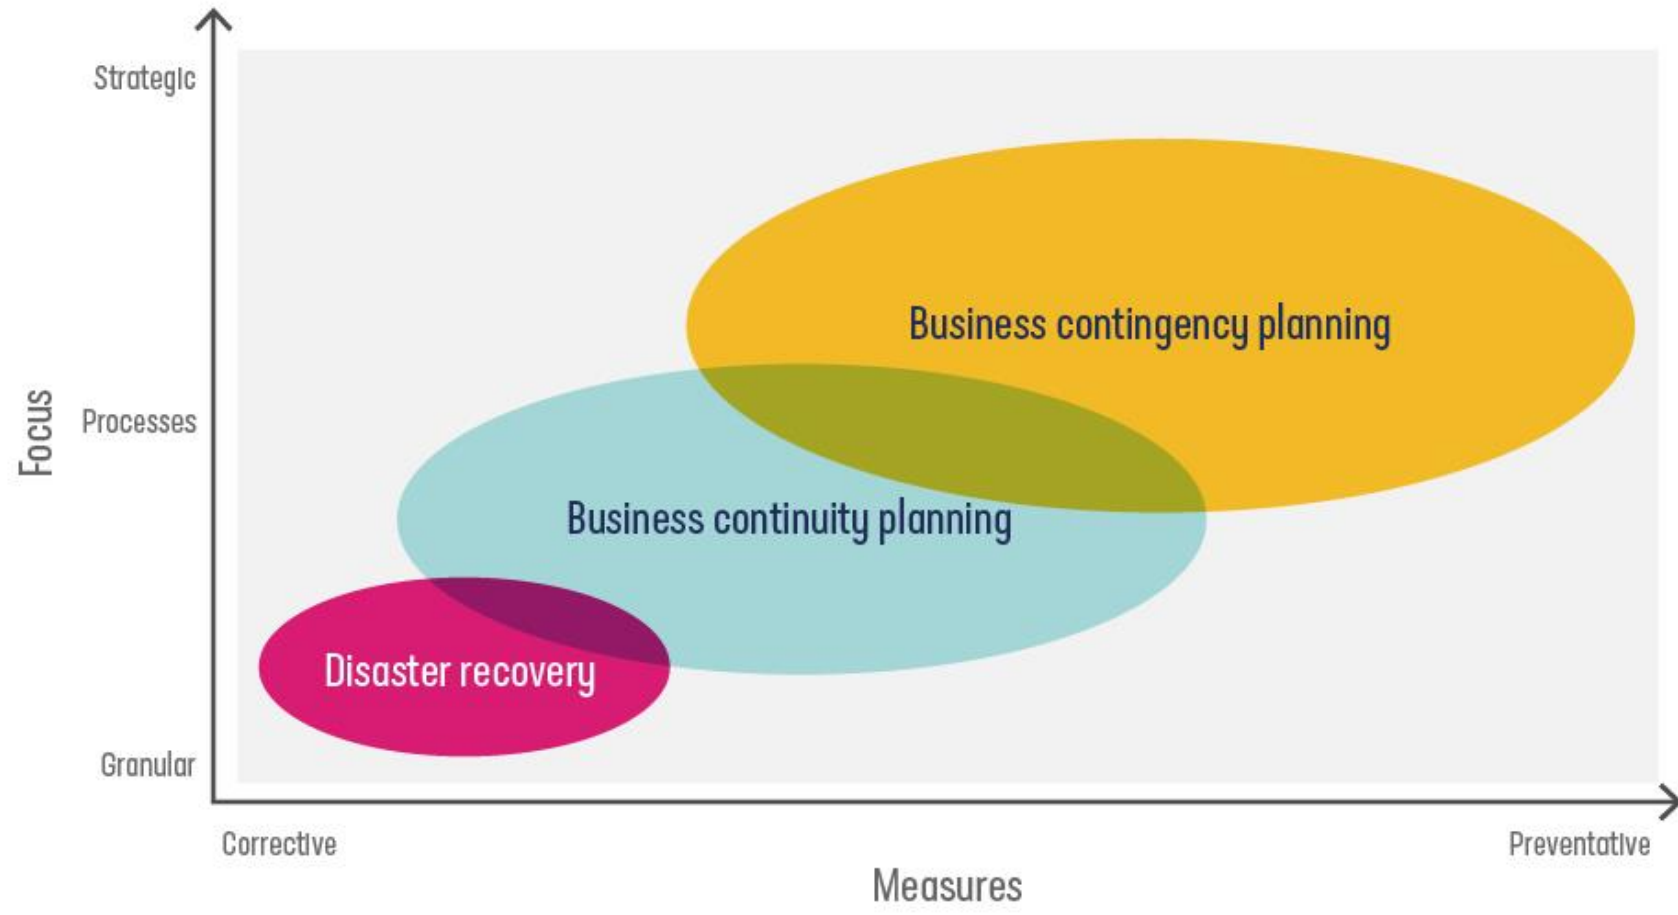 Strategic
Business contingency planning
Focus
Processes
Business continuity planning
Disaster recovery
Granular
Corrective
Preventative
Measures